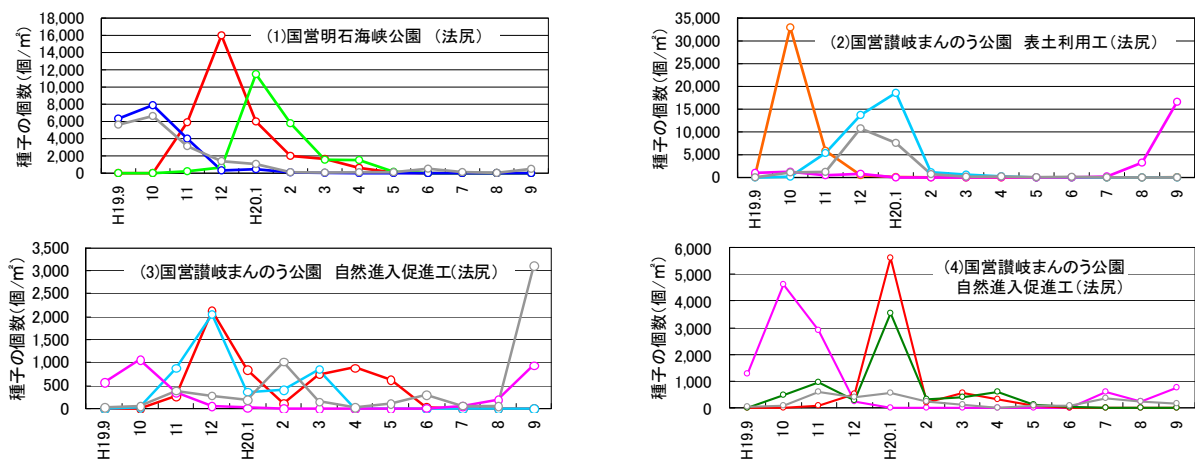 (1)国営明石海峡公園 (法尻)
種子の個数(個/㎡)
18,000
16,000
14,000
12,000
10,000
8,000
6,000
4,000
2,000
0
H19.9 10 11 12 H20.1 2 3 4 5 6 7 8 9
(2)国営讃岐まんのう公園 表土利用工(法尻)
種子の個数(個/㎡)
35,000
30,000
25,000
20,000
15,000
10,000
5,000
0
H19.9 10 11 12 H20.1 2 3 4 5 6 7 8 9
(3)国営讃岐まんのう公園 自然進入促進工(法尻)
種子の個数(個/㎡)
3,500
3,000
2,500
2,000
1,500
1,000
500
0
H19.9 10 11 12 H20.1 2 3 4 5 6 7 8 9
(4)国営讃岐まんのう公園
自然進入促進工(法尻)
種子の個数(個/㎡)
6,000
5,000
4,000
3,000
2,000
1,000
0
H19.9 10 11 12 H20.1 2 3 4 5 6 7 8 9